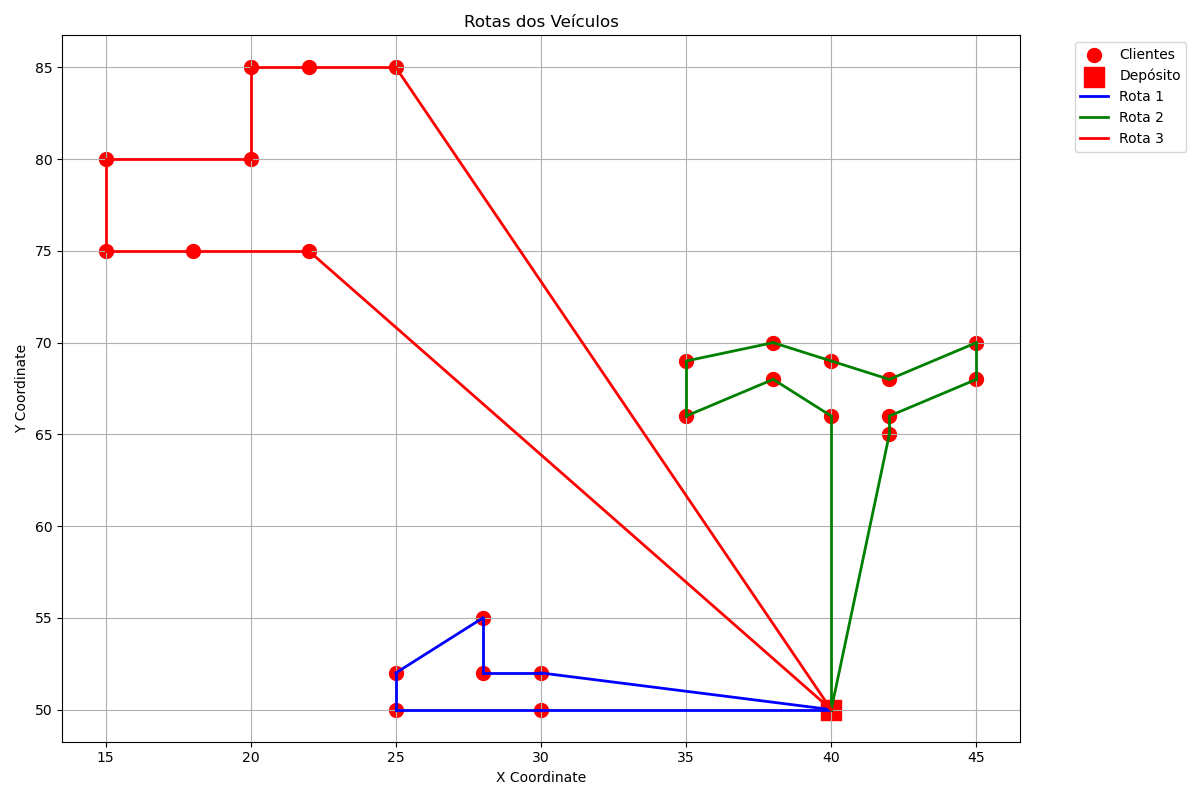 Rotas dos Veículos
Clientes
Depósito
Rota 1
Rota 2
Rota 3
85
80
75
70
65
60
55
50
Y Coordinate
15 20 25 30 35 40 45
X Coordinate